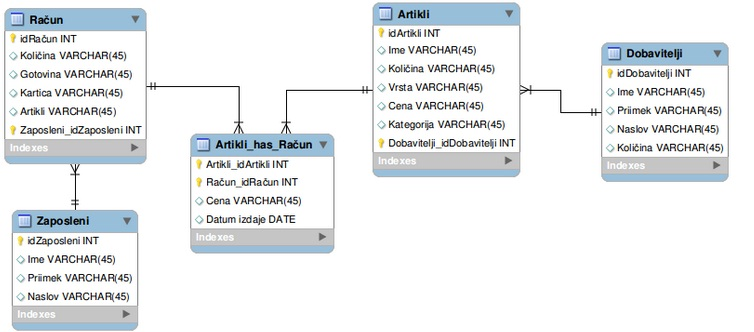 Račun
idRačun INT
Količina VARCHAR(45)
Gotovina VARCHAR(45)
Kartica VARCHAR(45)
Artikli VARCHAR(45)
Zaposleni_idZaposleni INT
Indexes
Zaposleni
idZaposleni INT
Ime VARCHAR(45)
Priimek VARCHAR(45)
Naslov VARCHAR(45)
Indexes
Artikli_has_Račun
Artikli_idArtikli INT
Račun_idRačun INT
Cena VARCHAR(45)
Datum izdaje DATE
Indexes
Artikli
idArtikli INT
Ime VARCHAR(45)
Količina VARCHAR(45)
Vrsta VARCHAR(45)
Cena VARCHAR(45)
Kategorija VARCHAR(45)
Dobavitelji_idDobavitelji INT
Indexes
Dobavitelji
idDobavitelji INT
Ime VARCHAR(45)
Priimek VARCHAR(45)
Naslov VARCHAR(45)
Količina VARCHAR(45)
Indexes